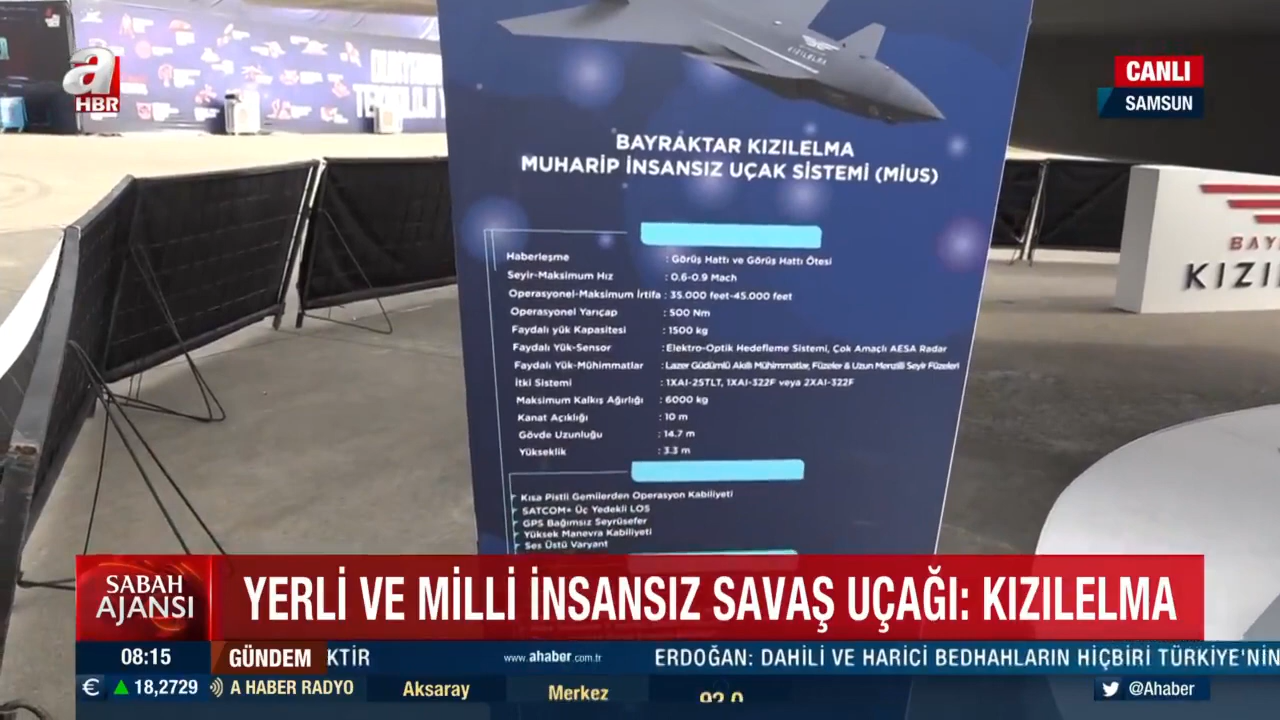 a
HBR
CANLI
SAMSUN
KIZILELMA
BAYRAKTAR KIZILELMA
MUHARİP İNSANSIZ UÇAK SİSTEMİ (MİUS)
Haberleşme : Görüş Hattı ve Görüş Hattı Ötesi
Seyir-Maksimum Hız : 0.6-0.9 Mach
Operasyonel-Maksimum İrtifa : 35.000 feet-45.000 feet
Operasyonel Yarıçap : 500 Nm
Faydalı yük Kapasitesi : 1500 kg
Faydalı Yük-Sensor : Elektro-Optik Hedefleme Sistemi, Çok Amaçlı AESA Radar
Faydalı Yük-Mühimmatlar : Lazer Güdümlü Akıllı Mühimmatlar, Füzeler & Uzun Menzilli Seyir Füzeleri
İtki Sistemi : 1XAI-25TLT, 1XAI-322F veya 2XAI-322F
Maksimum Kalkış Ağırlığı : 6000 kg
Kanat Açıklığı : 10 m
Gövde Uzunluğu : 14.7 m
Yükseklik : 3.3 m
Kısa Pistli Gemilerden Operasyon Kabiliyeti
SATCOM+ Üç Yedekli LOS
GPS Bağımsız Seyrüsefer
Yüksek Manevra Kabiliyeti
Ses Üstü Varyant
BAY
KIZI
SABAH AJANSI
YERLİ VE MİLLİ İNSANSIZ SAVAŞ UÇAĞI: KIZILELMA
08:15 GÜNDEM KTİR www.ahaber.com.tr ERDOĞAN: DAHİLİ VE HARİCİ BEDHAHLARIN HİÇBİRİ TÜRKİYE'NİN
€ 18,2729 A HABER RADYO Aksaray Merkez @Ahaber